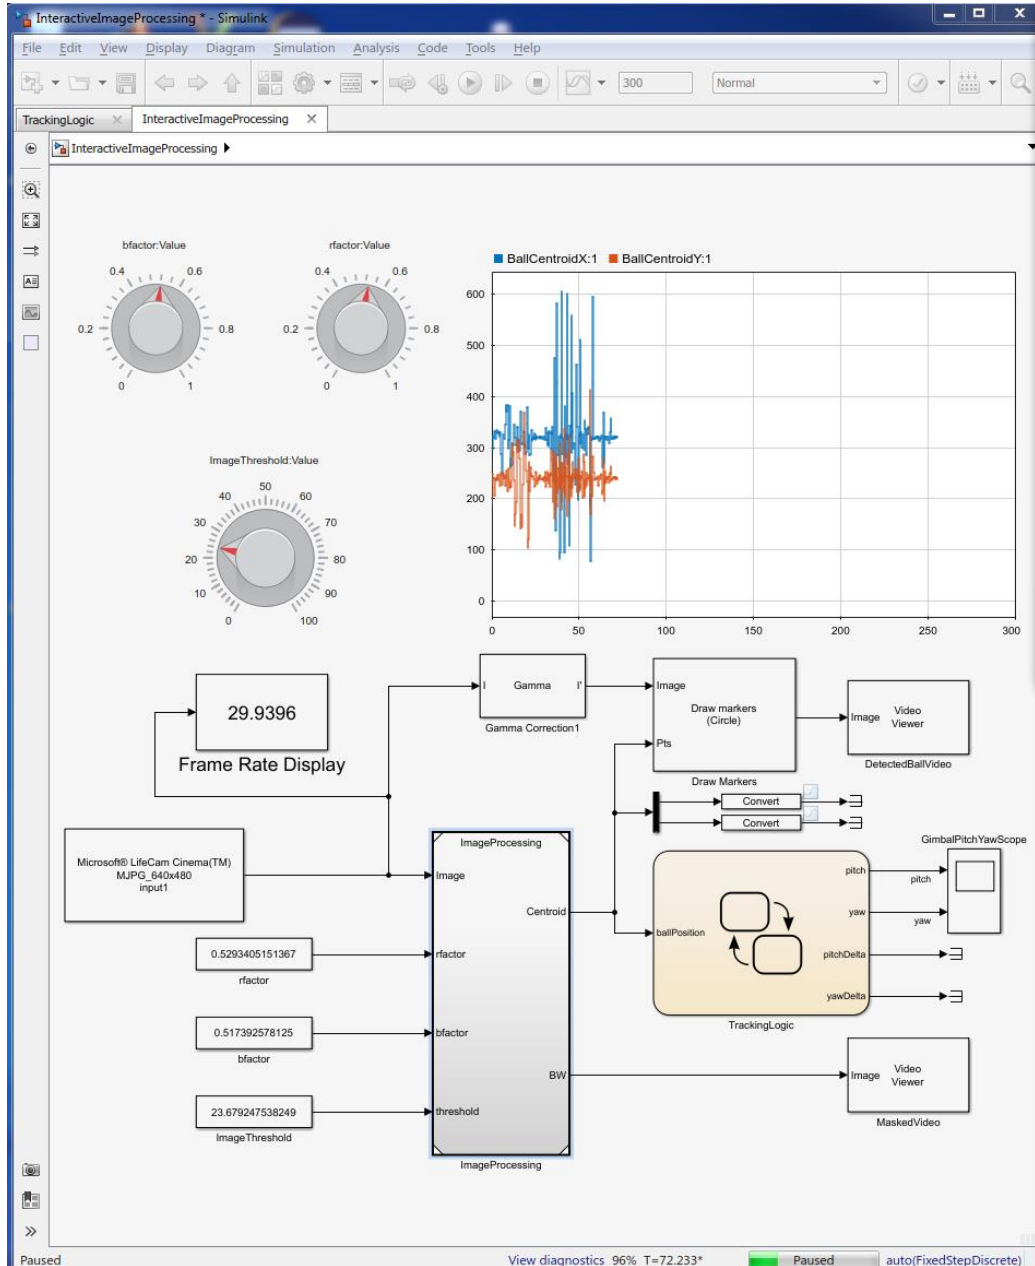 InteractiveImageProcessing * - Simulink
File Edit View Display Diagram Simulation Analysis Code Tools Help
300 Normal
TrackingLogic InteractiveImageProcessing
InteractiveImageProcessing
bfactor:Value
0 0.2 0.4 0.6 0.8 1
rfactor:Value
0 0.2 0.4 0.6 0.8 1
ImageThreshold:Value
0 10 20 30 40 50 60 70 80 90 100
BallCentroidX:1 BallCentroidY:1
600
500
400
300
200
100
0
0 50 100 150 200 250 300
29.9396
Frame Rate Display
I Gamma I'
Gamma Correction1
Image
Draw markers
(Circle)
Pts
Draw Markers
Image Video
Viewer
DetectedBallVideo
Convert
Convert
Microsoft® LifeCam Cinema(TM)
MJPG_640x480
input1
0.5293405151367
rfactor
0.517392578125
bfactor
23.679247538249
ImageThreshold
ImageProcessing
Image
Centroid
rfactor
bfactor
BW
threshold
ImageProcessing
ballPosition
pitch
yaw
pitchDelta
yawDelta
TrackingLogic
GimbalPitchYawScope
pitch
yaw
Image Video
Viewer
MaskedVideo
Paused View diagnostics 96% T=72.233* Paused auto(FixedStepDiscrete)